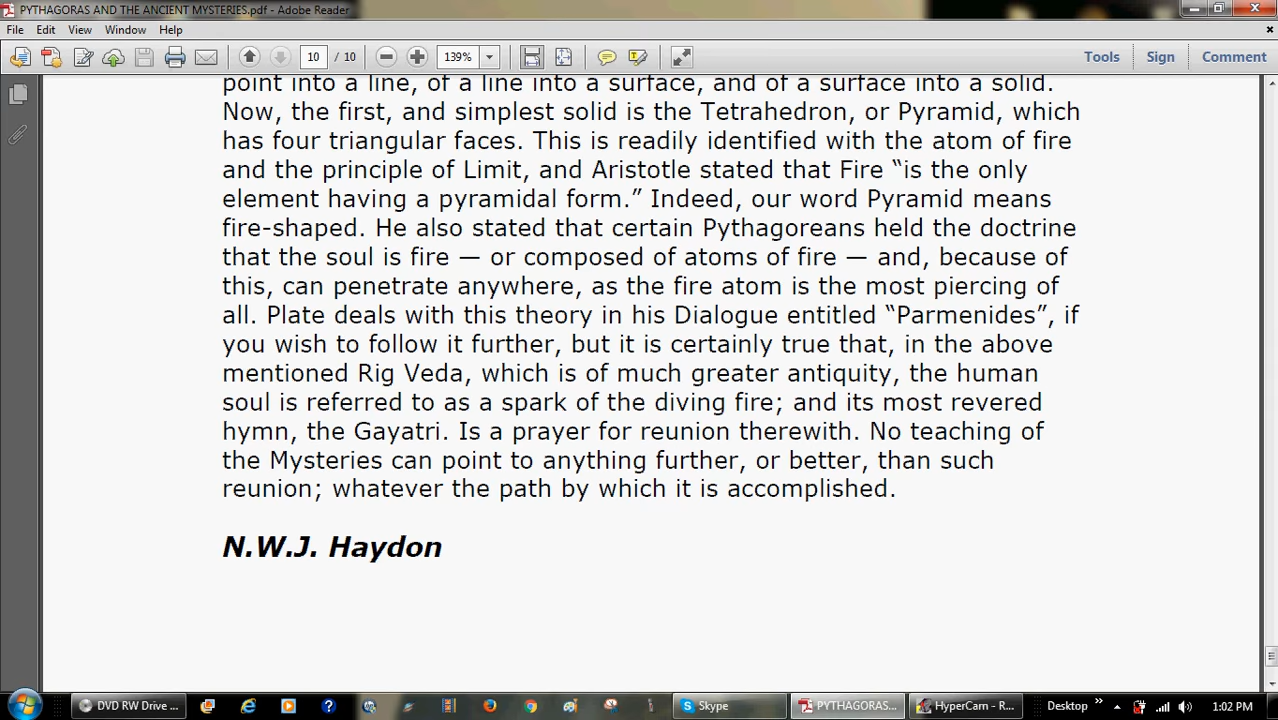 PYTHAGORAS AND THE ANCIENT MYSTERIES.pdf - Adobe Reader
File Edit View Window Help
10 / 10 139% Tools Sign Comment
point into a line, of a line into a surface, and of a surface into a solid.
Now, the first, and simplest solid is the Tetrahedron, or Pyramid, which
has four triangular faces. This is readily identified with the atom of fire
and the principle of Limit, and Aristotle stated that Fire “is the only
element having a pyramidal form.” Indeed, our word Pyramid means
fire-shaped. He also stated that certain Pythagoreans held the doctrine
that the soul is fire — or composed of atoms of fire — and, because of
this, can penetrate anywhere, as the fire atom is the most piercing of
all. Plate deals with this theory in his Dialogue entitled “Parmenides”, if
you wish to follow it further, but it is certainly true that, in the above
mentioned Rig Veda, which is of much greater antiquity, the human
soul is referred to as a spark of the diving fire; and its most revered
hymn, the Gayatri. Is a prayer for reunion therewith. No teaching of
the Mysteries can point to anything further, or better, than such
reunion; whatever the path by which it is accomplished.
N.W.J. Haydon
DVD RW Drive ... Skype PYTHAGORAS... HyperCam - R... Desktop 1:02 PM